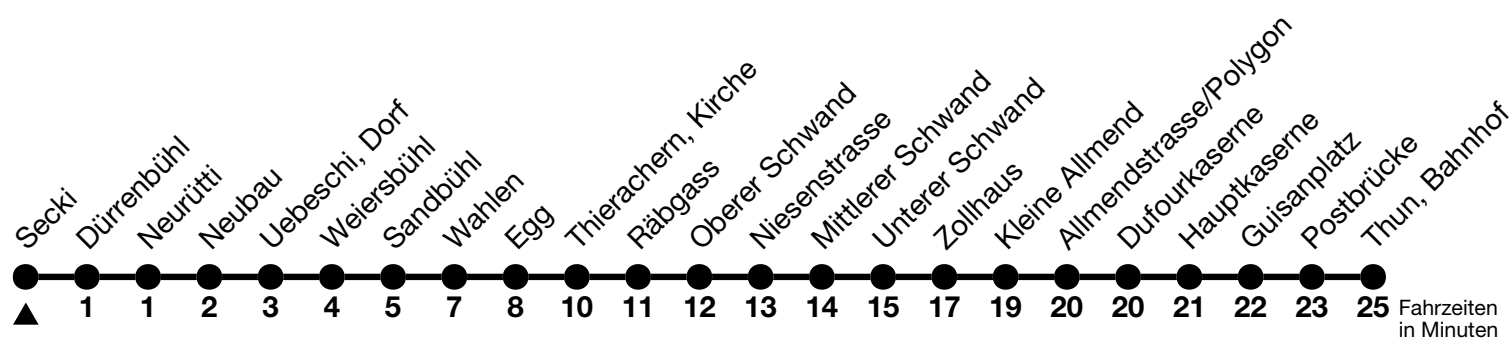 Secki
Dürrenbühl
Neurütti
Neubau
Uebeschi, Dorf
Weiersbühl
Sandbühl
Wahlen
Egg
Thierachern, Kirche
Räbgass
Oberer Schwand
Niesenstrasse
Mittlerer Schwand
Unterer Schwand
Zollhaus
Kleine Allmend
Allmendstrasse/Polygon
Dufourkaserne
Hauptkaserne
Guisanplatz
Postbrücke
Thun, Bahnhof
1 1 2 3 4 5 7 8 10 11 12 13 14 15 17 19 20 20 21 22 23 25
Fahrzeiten
in Minuten